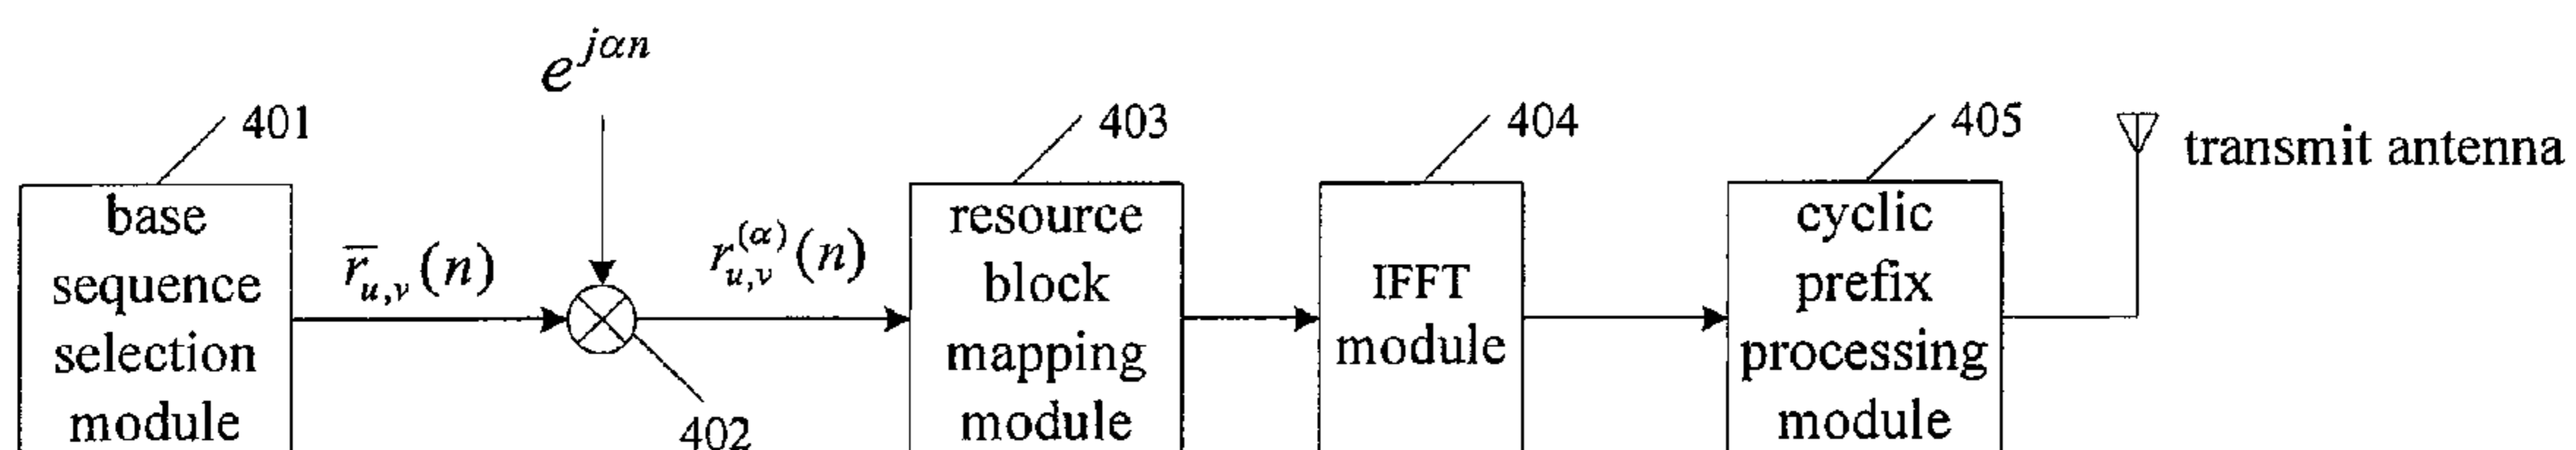 e^{jαn}
401
403
404
405
transmit antenna
base
sequence
selection
module
r̅_{u,v}(n)
r_{u,v}^{(α)}(n)
402
resource
block
mapping
module
IFFT
module
cyclic
prefix
processing
module